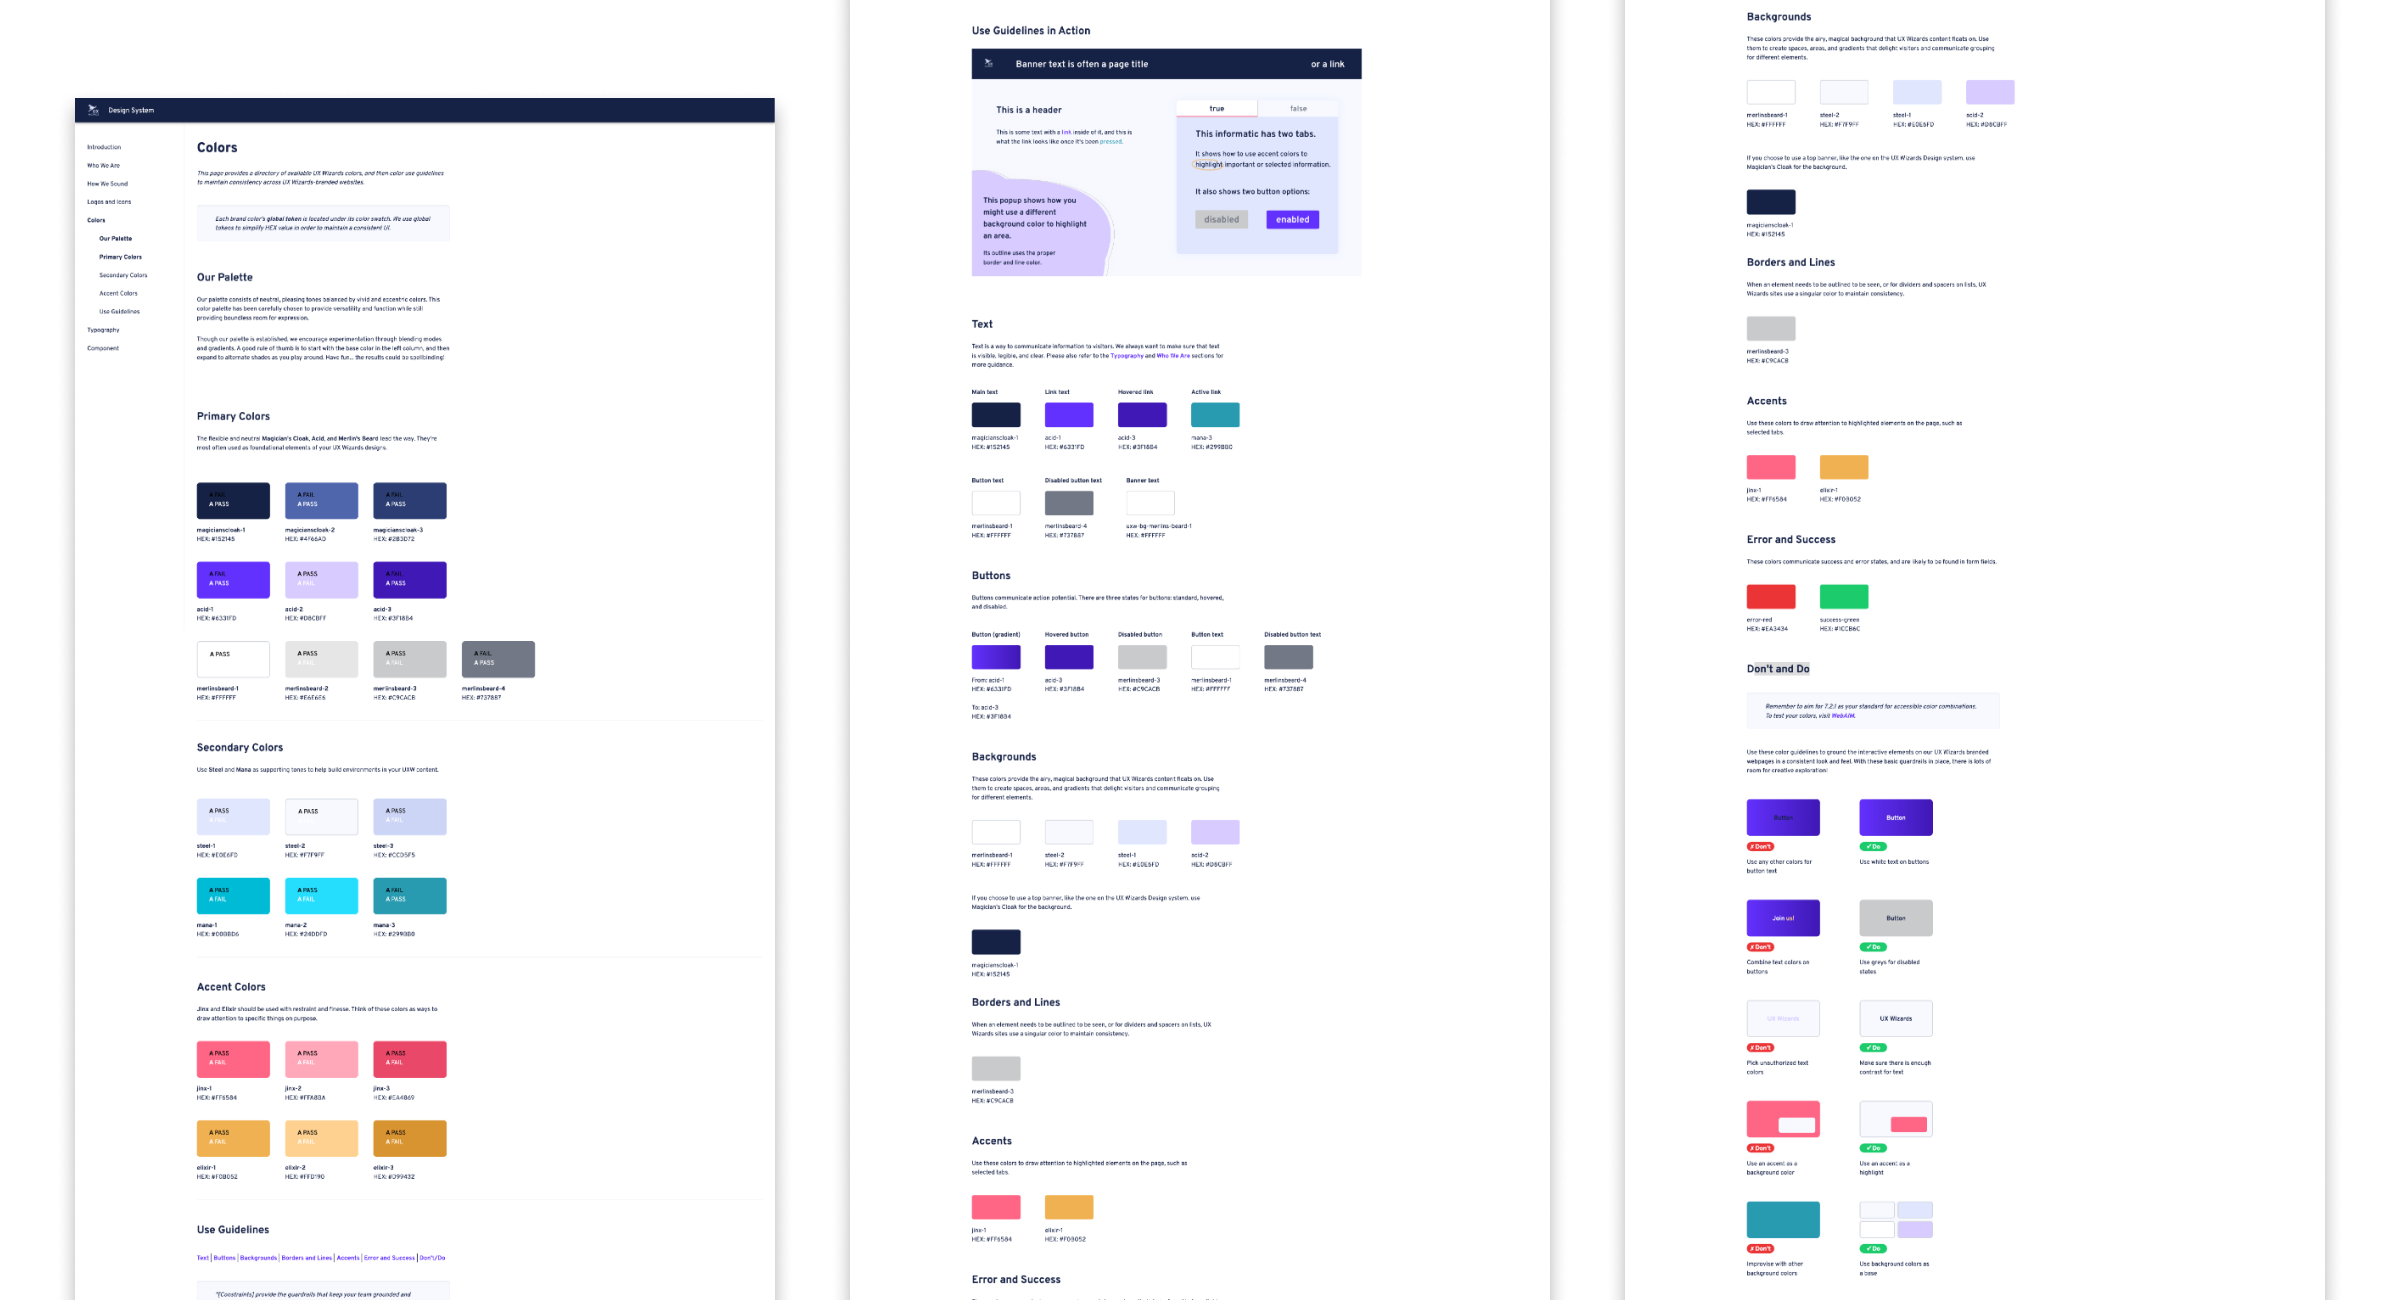 Design System
Introduction
Who We Are
How We Sound
Logos and Icons
Colors
Our Palette
Primary Colors
Secondary Colors
Accent Colors
Use Guidelines
Typography
Component
Colors
This page provides a directory of available UX Wizards colors, and then color use guidelines
to maintain consistency across UX Wizards-branded websites.
Each brand color's global token is located under its color swatch. We use global
tokens to simplify HEX value in order to maintain a consistent UI.
Our Palette
Our palette consists of neutral, pleasing tones balanced by vivid and eccentric colors. This
color palette has been carefully chosen to provide versatility and function while still
providing boundless room for expression.
Though our palette is established, we encourage experimentation through blending modes
and gradients. A good rule of thumb is to start with the base color in the left column, and then
expand to alternate shades as you play around. Have fun... the results could be spellbinding!
Primary Colors
The flexible and neutral Magician's Cloak, Acid, and Merlin's Beard lead the way. They're
most often used as foundational elements of your UX Wizards designs.
A FAIL A FAIL A FAIL
A PASS A PASS A PASS
magicianscloak-1 magicianscloak-2 magicianscloak-3
HEX: #152145 HEX: #4F66AD HEX: #2B3D72
A FAIL A PASS A FAIL
A PASS A FAIL A PASS
acid-1 acid-2 acid-3
HEX: #6331FD HEX: #D8CBFF HEX: #3F18B4
A PASS A PASS A PASS A FAIL
A FAIL A FAIL A PASS
merlinsbeard-1 merlinsbeard-2 merlinsbeard-3 merlinsbeard-4
HEX: #FFFFFF HEX: #E6E6E6 HEX: #C9CACB HEX: #737887
Secondary Colors
Use Steel and Mana as supporting tones to help build environments in your UXW content.
A PASS A PASS A PASS
A FAIL A FAIL
steel-1 steel-2 steel-3
HEX: #E0E6FD HEX: #F7F9FF HEX: #CCD5F5
A PASS A PASS A FAIL
A FAIL A FAIL A PASS
mana-1 mana-2 mana-3
HEX: #00BBD6 HEX: #24DDFD HEX: #299BB0
Accent Colors
Jinx and Elixir should be used with restraint and finesse. Think of these colors as ways to
draw attention to specific things on purpose.
A PASS A PASS A PASS
A FAIL A FAIL A FAIL
jinx-1 jinx-2 jinx-3
HEX: #FF6584 HEX: #FFA8BA HEX: #EA4869
A PASS A PASS A PASS
A FAIL A FAIL A FAIL
elixir-1 elixir-2 elixir-3
HEX: #F0B052 HEX: #FFD190 HEX: #D99432
Use Guidelines
Text | Buttons | Backgrounds | Borders and Lines | Accents | Error and Success | Don't/Do
"[Constraints] provide the guardrails that keep your team grounded and
Use Guidelines in Action
Banner text is often a page title or a link
This is a header
This is some text with a link inside of it, and this is
what the link looks like once it's been pressed.
This popup shows how you
might use a different
background color to highlight
an area.
Its outline uses the proper
border and line color.
true false
This informatic has two tabs.
It shows how to use accent colors to
highlight important or selected information.
It also shows two button options:
disabled enabled
Text
Text is a way to communicate information to visitors. We always want to make sure that text
is visible, legible, and clear. Please also refer to the Typography and Who We Are sections for
more guidance.
Main text Link text Hovered link Active link
magicianscloak-1 acid-1 acid-3 mana-3
HEX: #152145 HEX: #6331FD HEX: #3F18B4 HEX: #299BB0
Button text Disabled button text Banner text
merlinsbeard-1 merlinsbeard-4 uxw-bg-merlins-beard-1
HEX: #FFFFFF HEX: #737887 HEX: #FFFFFF
Buttons
Buttons communicate action potential. There are three states for buttons: standard, hovered,
and disabled.
Button (gradient) Hovered button Disabled button Button text Disabled button text
From: acid-1 acid-3 merlinsbeard-3 merlinsbeard-1 merlinsbeard-4
HEX: #6331FD HEX: #3F18B4 HEX: #C9CACB HEX: #FFFFFF HEX: #737887
To: acid-3
HEX: #3F18B4
Backgrounds
These colors provide the airy, magical background that UX Wizards content floats on. Use
them to create spaces, areas, and gradients that delight visitors and communicate grouping
for different elements.
merlinsbeard-1 steel-2 steel-1 acid-2
HEX: #FFFFFF HEX: #F7F9FF HEX: #E0E6FD HEX: #D8CBFF
If you choose to use a top banner, like the one on the UX Wizards Design system, use
Magician's Cloak for the background.
magicianscloak-1
HEX: #152145
Borders and Lines
When an element needs to be outlined to be seen, or for dividers and spacers on lists, UX
Wizards sites use a singular color to maintain consistency.
merlinsbeard-3
HEX: #C9CACB
Accents
Use these colors to draw attention to highlighted elements on the page, such as
selected tabs.
jinx-1 elixir-1
HEX: #FF6584 HEX: #F0B052
Error and Success
Backgrounds
These colors provide the airy, magical background that UX Wizards content floats on. Use
them to create spaces, areas, and gradients that delight visitors and communicate grouping
for different elements.
merlinsbeard-1 steel-2 steel-1 acid-2
HEX: #FFFFFF HEX: #F7F9FF HEX: #E0E6FD HEX: #D8CBFF
If you choose to use a top banner, like the one on the UX Wizards Design system, use
Magician's Cloak for the background.
magicianscloak-1
HEX: #152145
Borders and Lines
When an element needs to be outlined to be seen, or for dividers and spacers on lists, UX
Wizards sites use a singular color to maintain consistency.
merlinsbeard-3
HEX: #C9CACB
Accents
Use these colors to draw attention to highlighted elements on the page, such as
selected tabs.
jinx-1 elixir-1
HEX: #FF6584 HEX: #F0B052
Error and Success
These colors communicate success and error states, and are likely to be found in form fields.
error-red success-green
HEX: #EA3434 HEX: #1CCB6C
Don't and Do
Remember to aim for 7.2:1 as your standard for accessible color combinations.
To test your colors, visit WebAIM.
Use these color guidelines to ground the interactive elements on our UX Wizards branded
webpages in a consistent look and feel. With these basic guardrails in place, there is lots of
room for creative exploration!
Button Button
✗ Don't ✓ Do
Use any other colors for Use white text on buttons
button text
Join us! Button
✗ Don't ✓ Do
Combine text colors on Use greys for disabled
buttons states
UX Wizards UX Wizards
✗ Don't ✓ Do
Pick unauthorized text Make sure there is enough
colors contrast for text
✗ Don't ✓ Do
Use an accent as a Use an accent as a
background color highlight
✗ Don't ✓ Do
Improvise with other Use background colors as
background colors a base